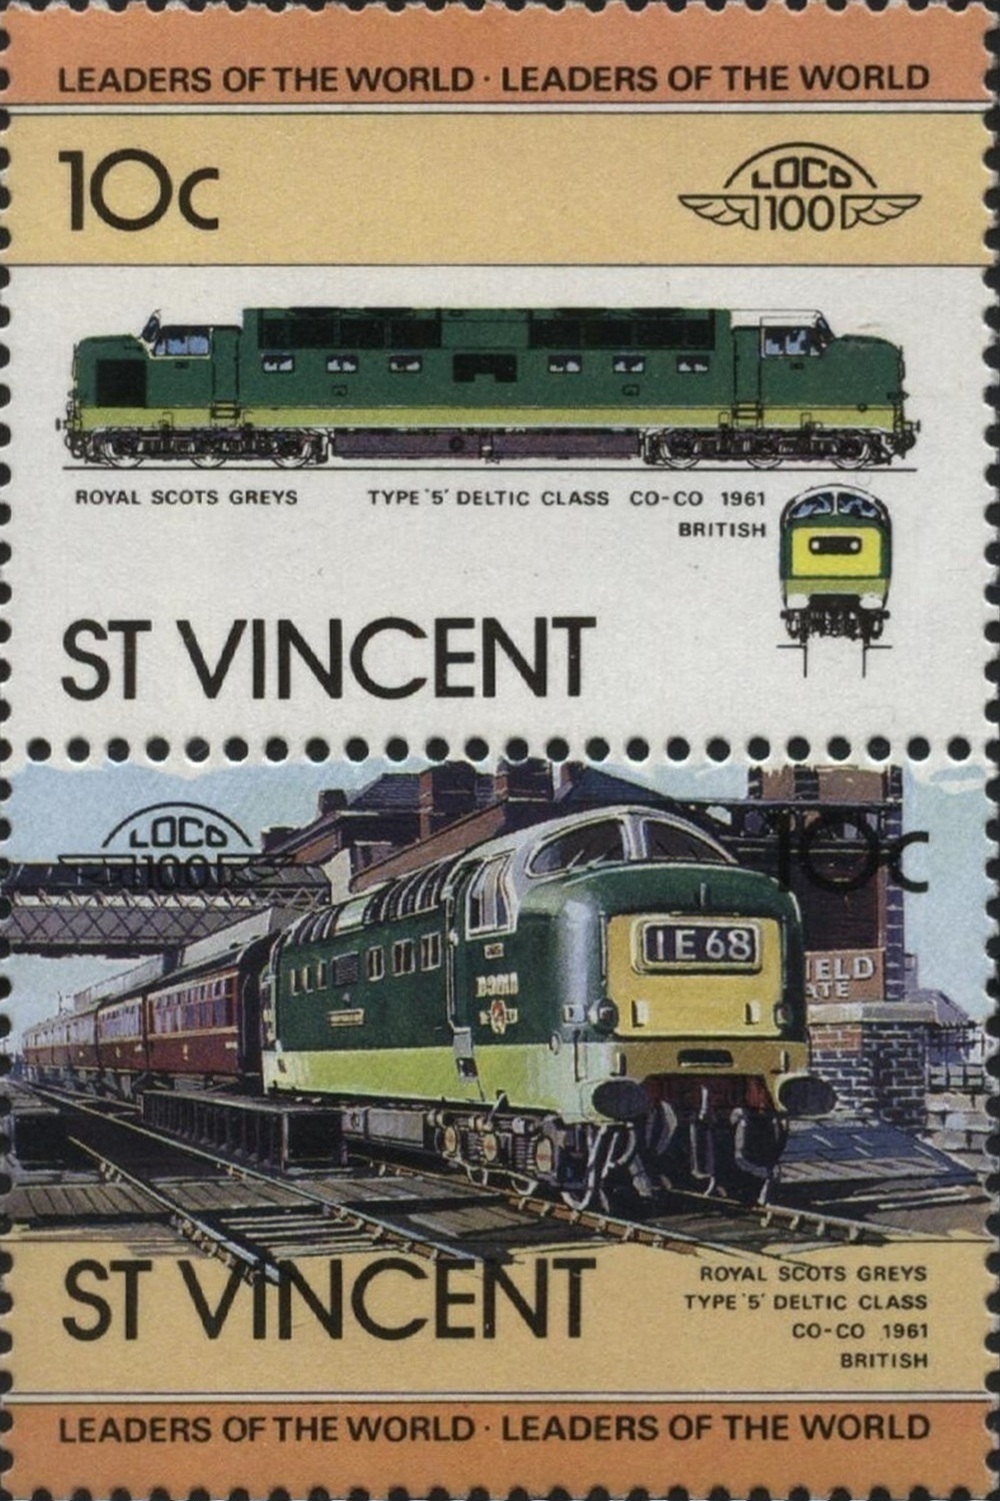 LEADERS OF THE WORLD · LEADERS OF THE WORLD
10c
LOCO
100
ROYAL SCOTS GREYS TYPE '5' DELTIC CLASS CO-CO 1961
BRITISH
ST VINCENT
LOCO
100
10c
1E68
IELD
ATE
ST VINCENT
ROYAL SCOTS GREYS
TYPE '5' DELTIC CLASS
CO-CO 1961
BRITISH
LEADERS OF THE WORLD · LEADERS OF THE WORLD